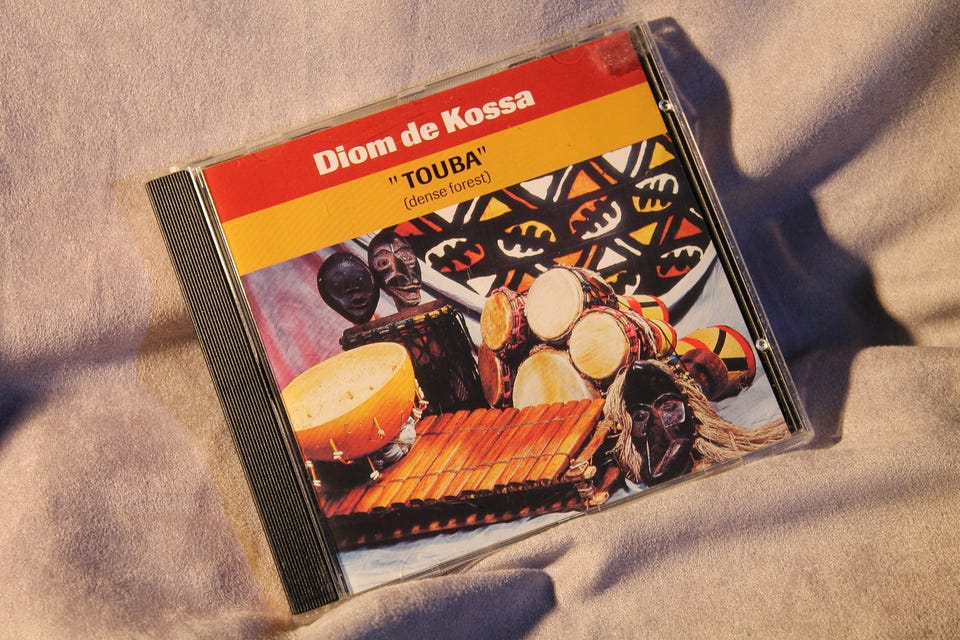 Diom de Kossa
"TOUBA"
(dense forest)